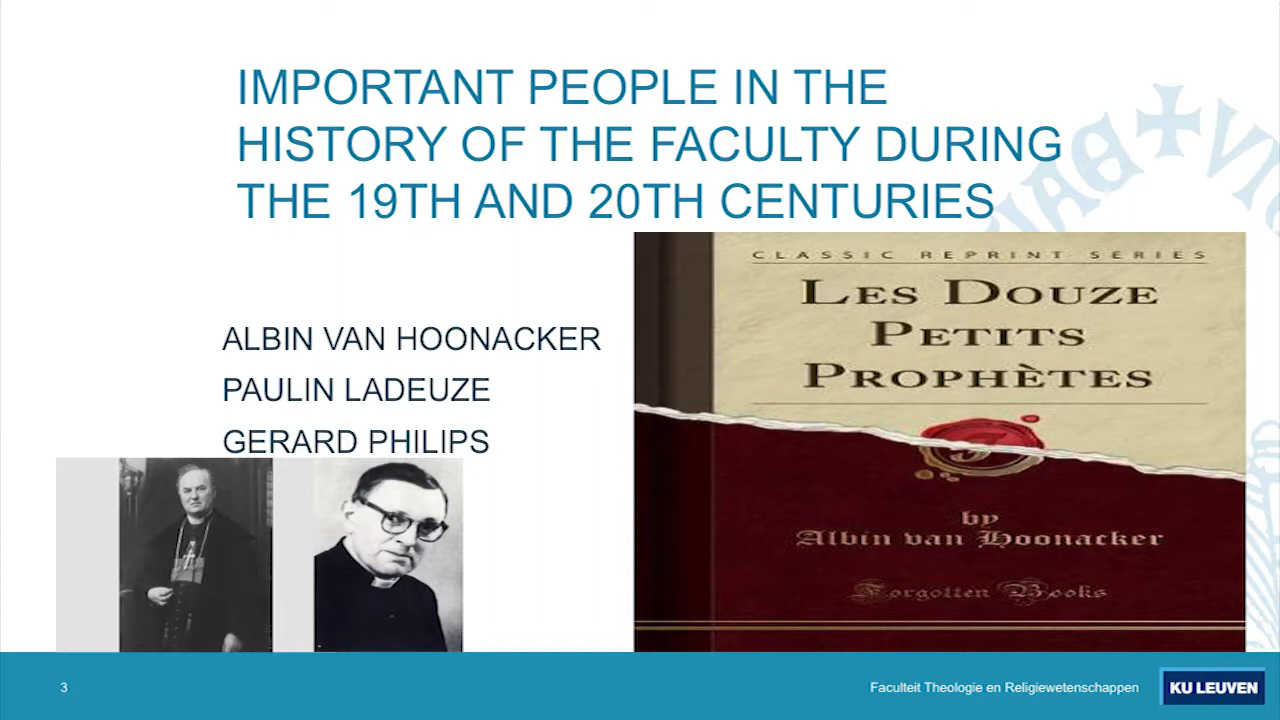 IMPORTANT PEOPLE IN THE
HISTORY OF THE FACULTY DURING
THE 19TH AND 20TH CENTURIES
ALBIN VAN HOONACKER
PAULIN LADEUZE
GERARD PHILIPS
CLASSIC REPRINT SERIES
LES DOUZE
PETITS
PROPHÈTES
by
Albin van Hoonacker
Forgotten Books
3
Faculteit Theologie en Religiewetenschappen
KU LEUVEN